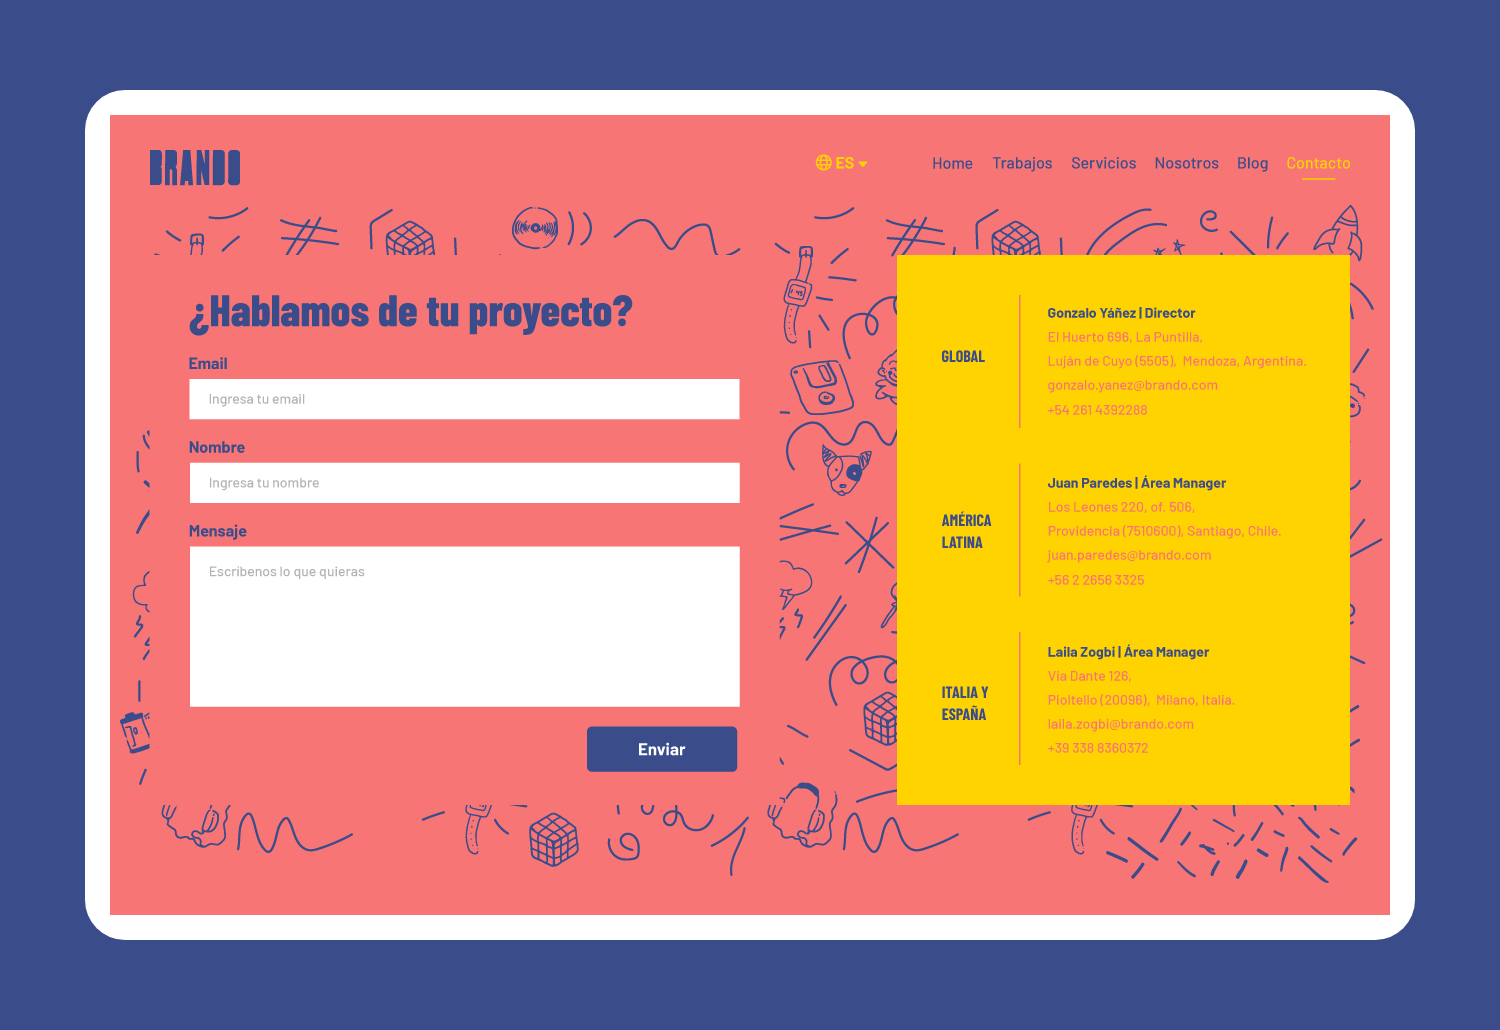 BRANDO
ES
Home Trabajos Servicios Nosotros Blog Contacto
¿Hablamos de tu proyecto?
Email
Ingresa tu email
Nombre
Ingresa tu nombre
Mensaje
Escríbenos lo que quieras
Enviar
GLOBAL
Gonzalo Yáñez | Director
El Huerto 696, La Puntilla,
Luján de Cuyo (5505), Mendoza, Argentina.
gonzalo.yanez@brando.com
+54 261 4392288
AMÉRICA
LATINA
Juan Paredes | Área Manager
Los Leones 220, of. 506,
Providencia (7510600), Santiago, Chile.
juan.paredes@brando.com
+56 2 2656 3325
ITALIA Y
ESPAÑA
Laila Zogbi | Área Manager
Via Dante 126,
Pioltello (20096), Milano, Italia.
laila.zogbi@brando.com
+39 338 8360372